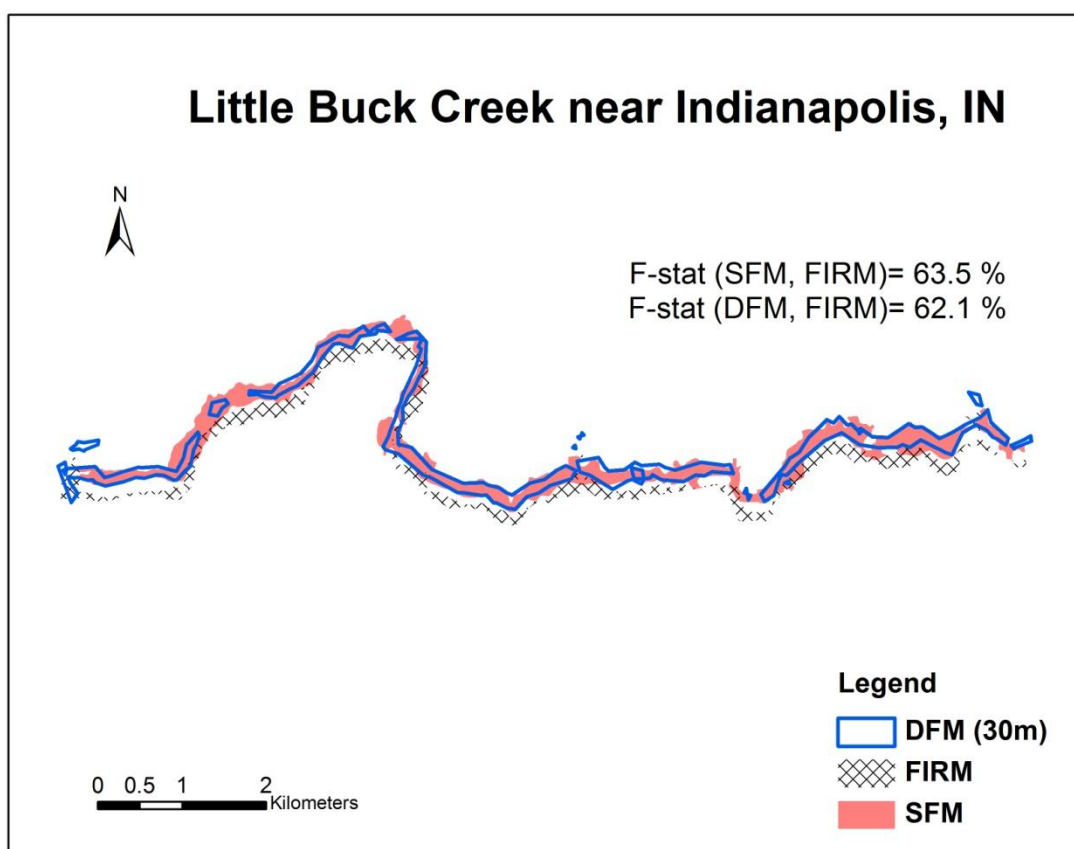 Little Buck Creek near Indianapolis, IN
N
F-stat (SFM, FIRM)= 63.5 %
F-stat (DFM, FIRM)= 62.1 %
Legend
DFM (30m)
FIRM
SFM
0 0.5 1 2
Kilometers